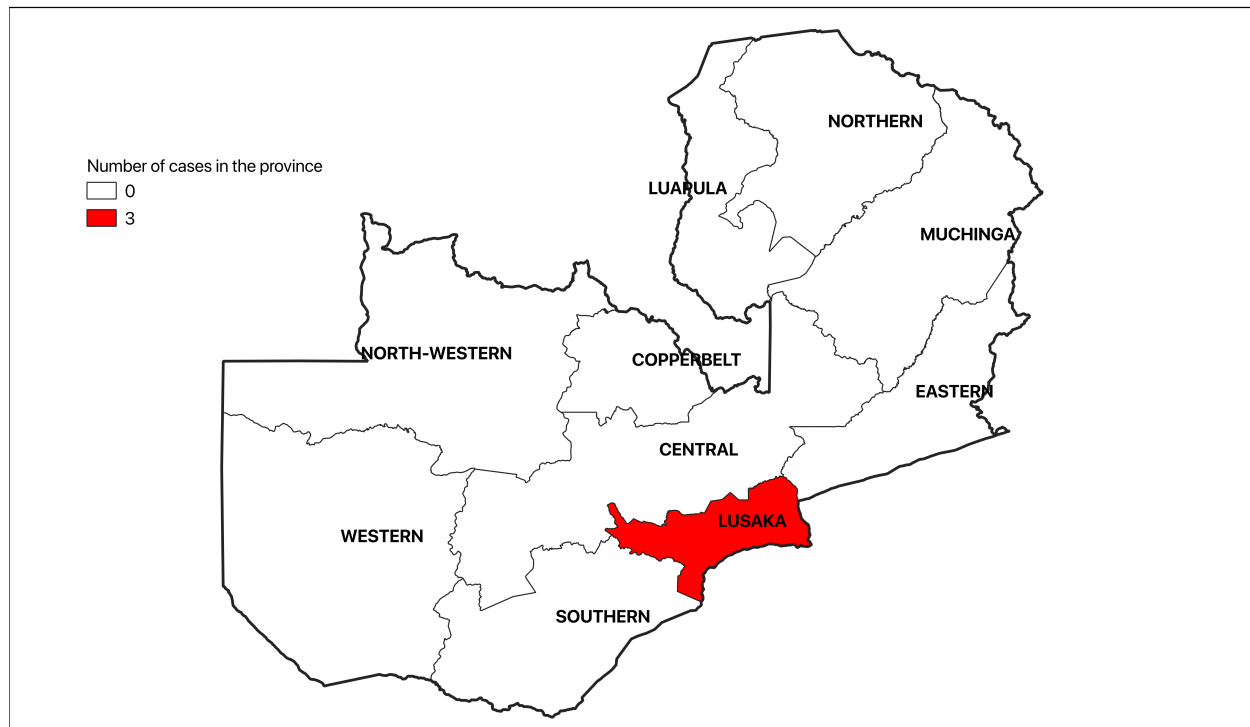 NORTHERN
Number of cases in the province
0
3
LUAPULA
MUCHINGA
NORTH-WESTERN
COPPERBELT
EASTERN
CENTRAL
LUSAKA
WESTERN
SOUTHERN